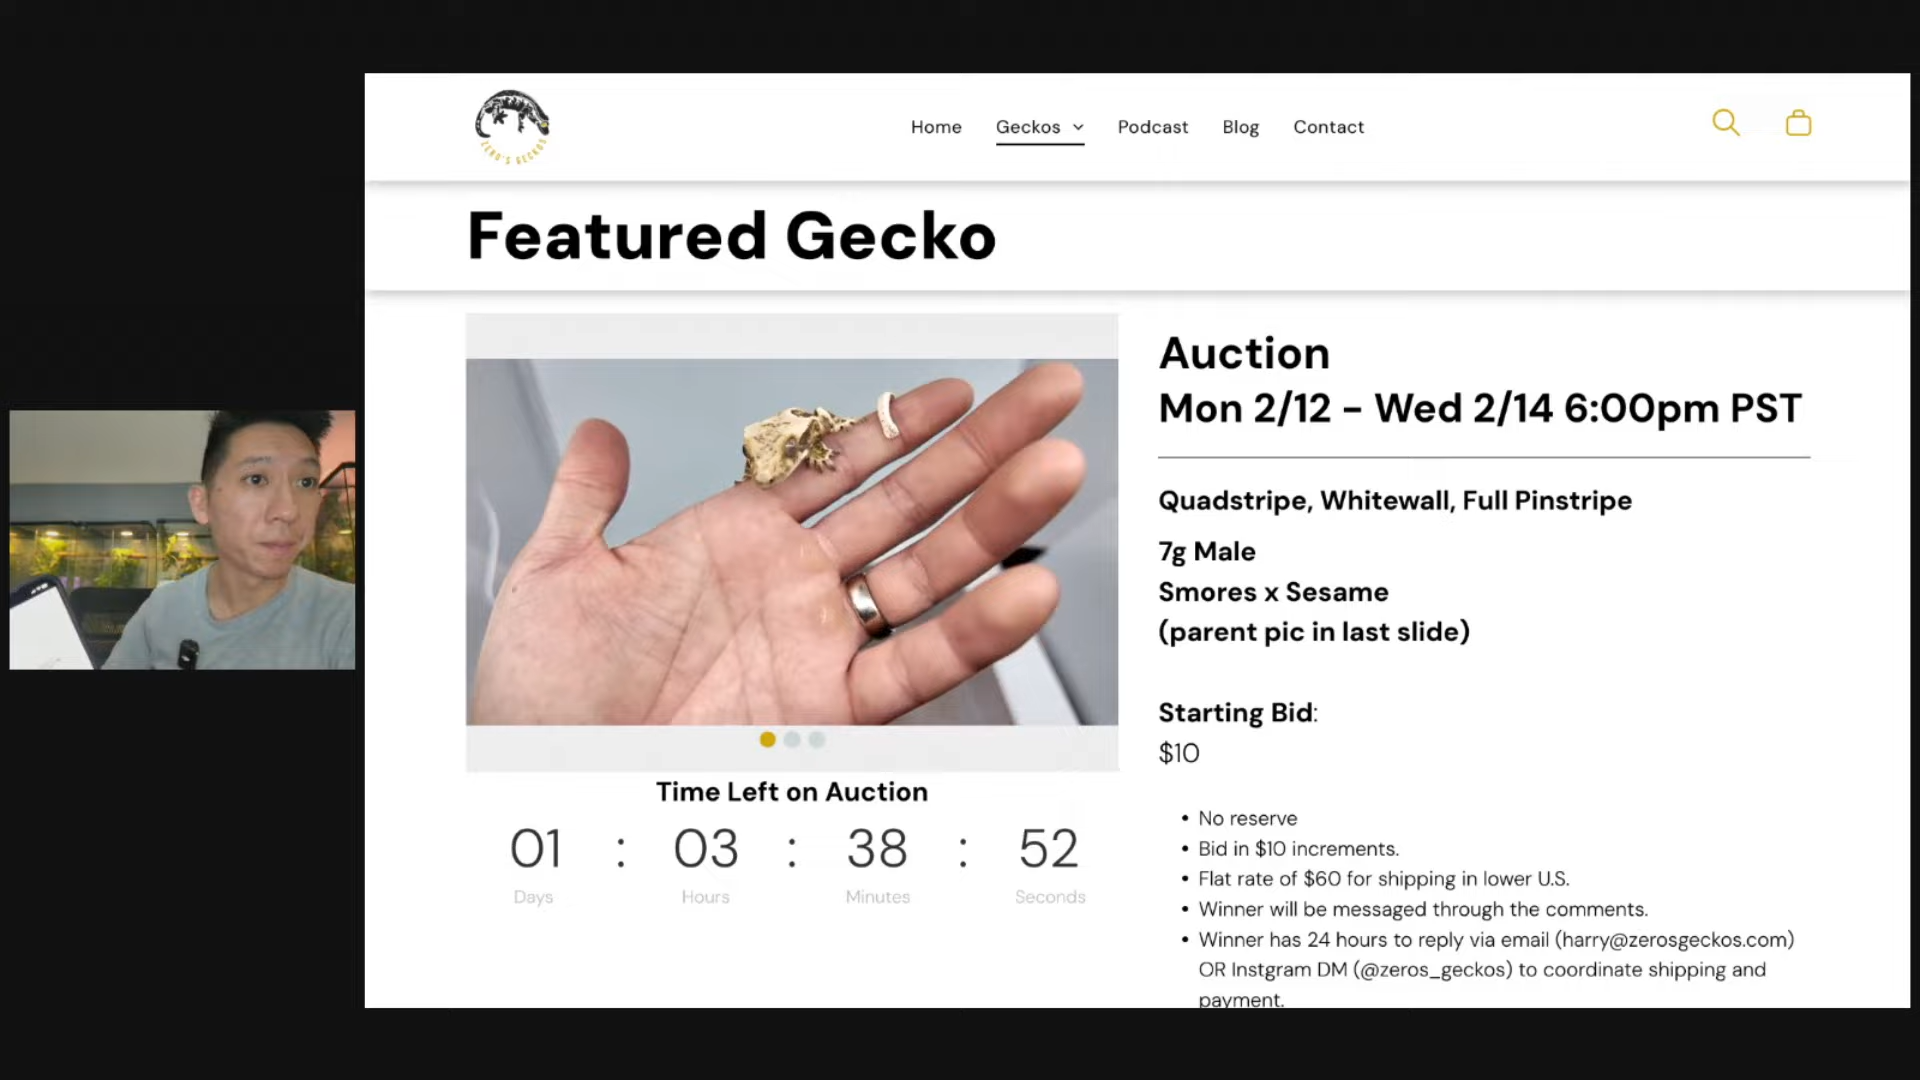 ZERO'S GECKOS
Home Geckos Podcast Blog Contact
Featured Gecko
Auction
Mon 2/12 - Wed 2/14 6:00pm PST
Quadstripe, Whitewall, Full Pinstripe
7g Male
Smores x Sesame
(parent pic in last slide)
Starting Bid:
$10
• No reserve
• Bid in $10 increments.
• Flat rate of $60 for shipping in lower U.S.
• Winner will be messaged through the comments.
• Winner has 24 hours to reply via email (harry@zerosgeckos.com)
OR Instgram DM (@zeros_geckos) to coordinate shipping and
payment.
Time Left on Auction
01 : 03 : 38 : 52
Days Hours Minutes Seconds